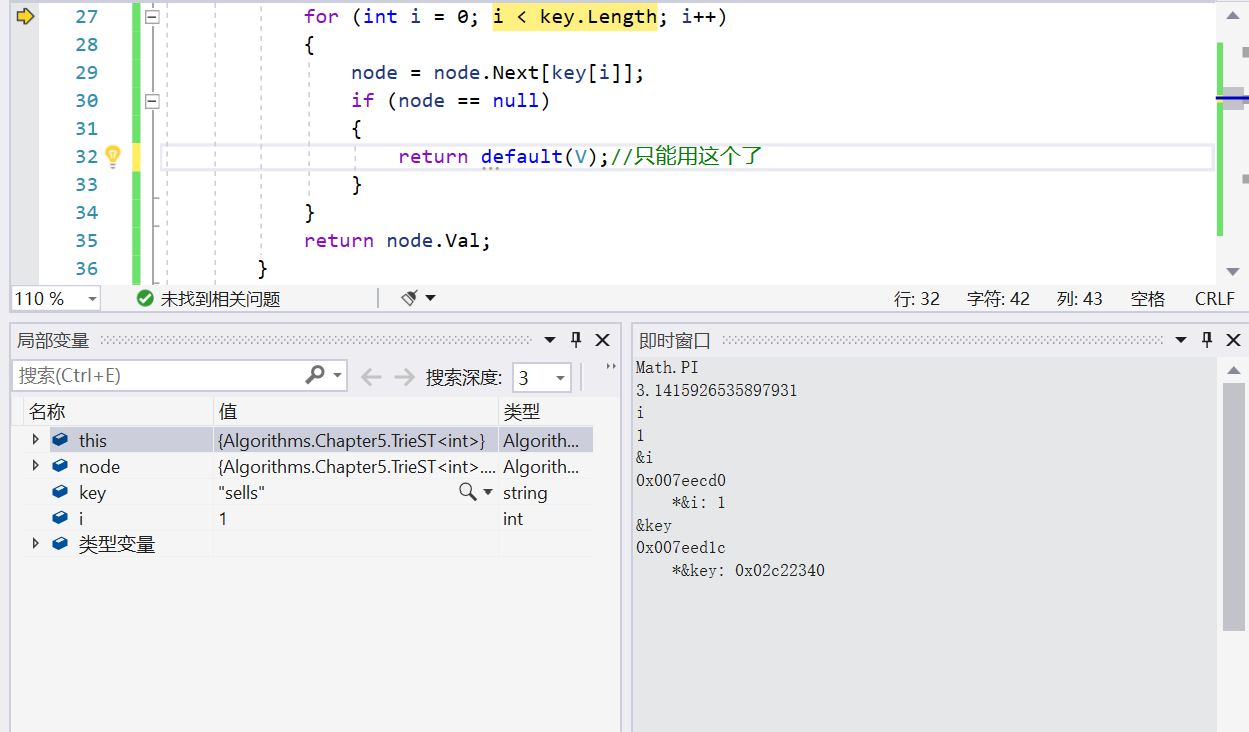 27 for (int i = 0; i < key.Length; i++)
28 {
29 node = node.Next[key[i]];
30 if (node == null)
31 {
32 return default(V);//只能用这个了
33 }
34 }
35 return node.Val;
36 }
110 % 未找到相关问题 行: 32 字符: 42 列: 43 空格 CRLF
局部变量
搜索(Ctrl+E) 搜索深度: 3
名称 值 类型
this {Algorithms.Chapter5.TrieST<int>} Algorith...
node {Algorithms.Chapter5.TrieST<int>.... Algorith...
key "sells" string
i 1 int
类型变量
即时窗口
Math.PI
3.1415926535897931
i
1
&i
0x007eecd0
*&i: 1
&key
0x007eed1c
*&key: 0x02c22340